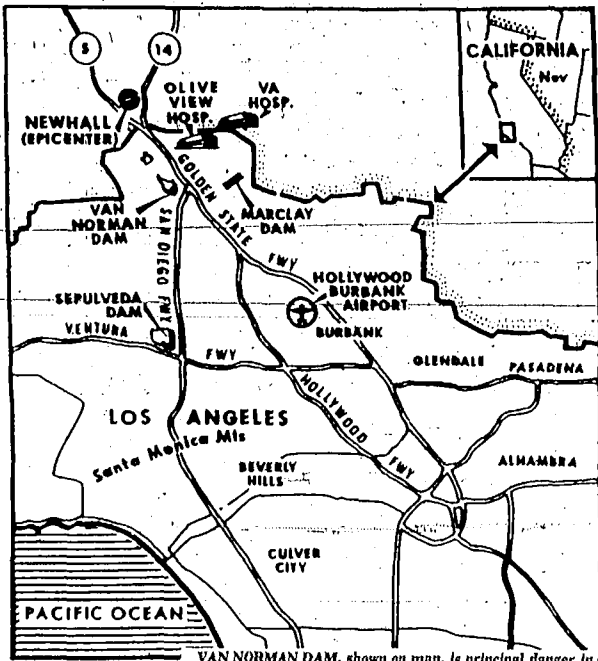 5
14
CALIFORNIA
Nev
OLIVE
VIEW
HOSP.
VA
HOSP.
NEWHALL
(EPICENTER)
GOLDEN STATE
FWY
VAN
NORMAN
DAM
MARCLAY
DAM
SAN DIEGO FWY
HOLLYWOOD
BURBANK
AIRPORT
SEPULVEDA
DAM
BURBANK
VENTURA
FWY
GLENDALE
PASADENA
HOLLYWOOD
FWY
LOS ANGELES
Santa Monica Mts
BEVERLY
HILLS
ALHAMBRA
CULVER
CITY
PACIFIC OCEAN
VAN NORMAN DAM, shown on map, is principal danger in